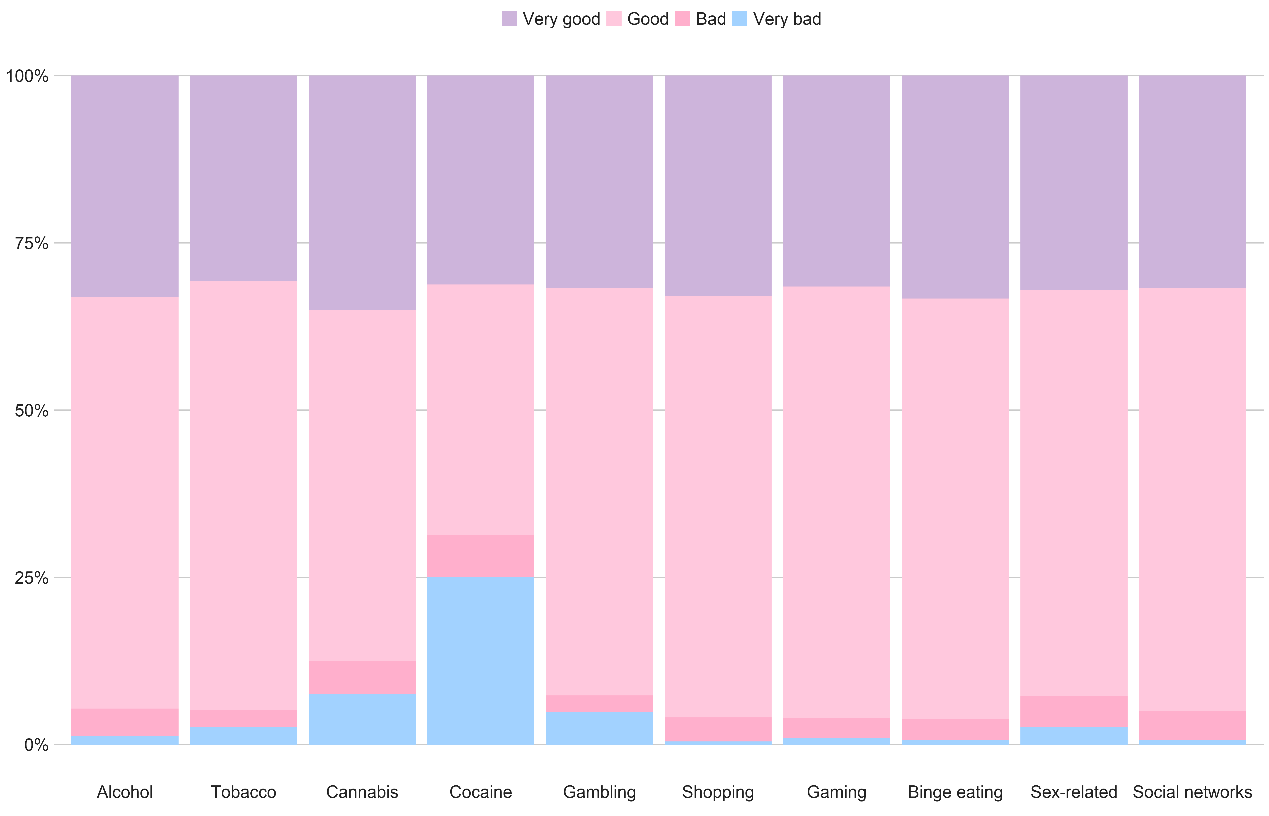 Very good Good Bad Very bad
100%
75%
50%
25%
0%
Alcohol Tobacco Cannabis Cocaine Gambling Shopping Gaming Binge eating Sex-related Social networks